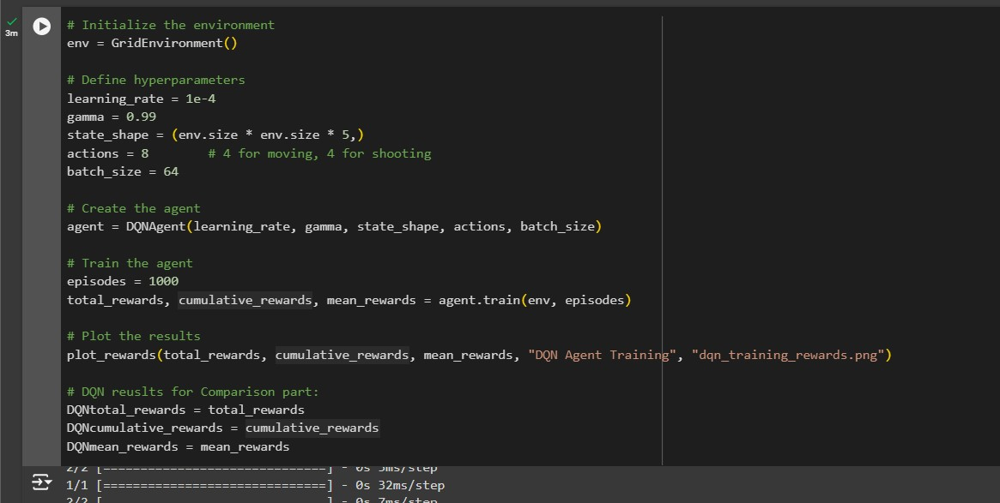 3m
# Initialize the environment
env = GridEnvironment()
# Define hyperparameters
learning_rate = 1e-4
gamma = 0.99
state_shape = (env.size * env.size * 5,)
actions = 8        # 4 for moving, 4 for shooting
batch_size = 64
# Create the agent
agent = DQNAgent(learning_rate, gamma, state_shape, actions, batch_size)
# Train the agent
episodes = 1000
total_rewards, cumulative_rewards, mean_rewards = agent.train(env, episodes)
# Plot the results
plot_rewards(total_rewards, cumulative_rewards, mean_rewards, "DQN Agent Training", "dqn_training_rewards.png")
# DQN reuslts for Comparison part:
DQNtotal_rewards = total_rewards
DQNcumulative_rewards = cumulative_rewards
DQNmean_rewards = mean_rewards
2/2 [==============================] - 0s 5ms/step
1/1 [==============================] - 0s 32ms/step
2/2 [==============================] - 0s 7ms/step